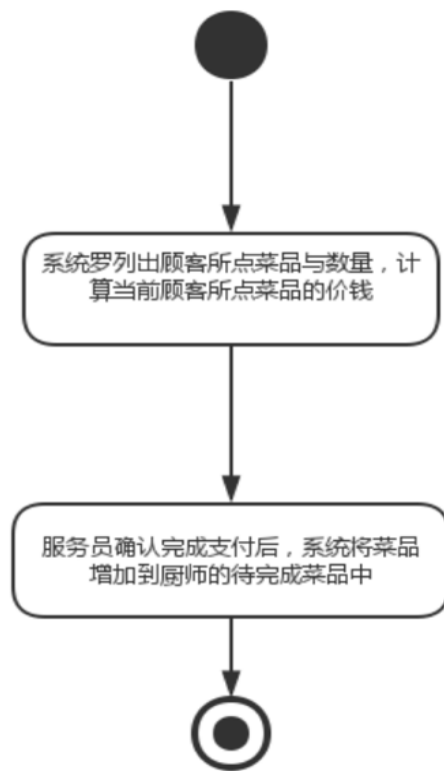 系统罗列出顾客所点菜品与数量，计
算当前顾客所点菜品的价钱
服务员确认完成支付后，系统将菜品
增加到厨师的待完成菜品中